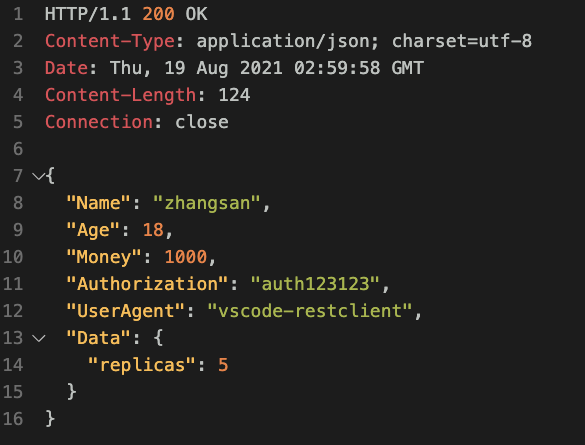 1 HTTP/1.1 200 OK
2 Content-Type: application/json; charset=utf-8
3 Date: Thu, 19 Aug 2021 02:59:58 GMT
4 Content-Length: 124
5 Connection: close
6
7 {
8 "Name": "zhangsan",
9 "Age": 18,
10 "Money": 1000,
11 "Authorization": "auth123123",
12 "UserAgent": "vscode-restclient",
13 "Data": {
14 "replicas": 5
15 }
16 }